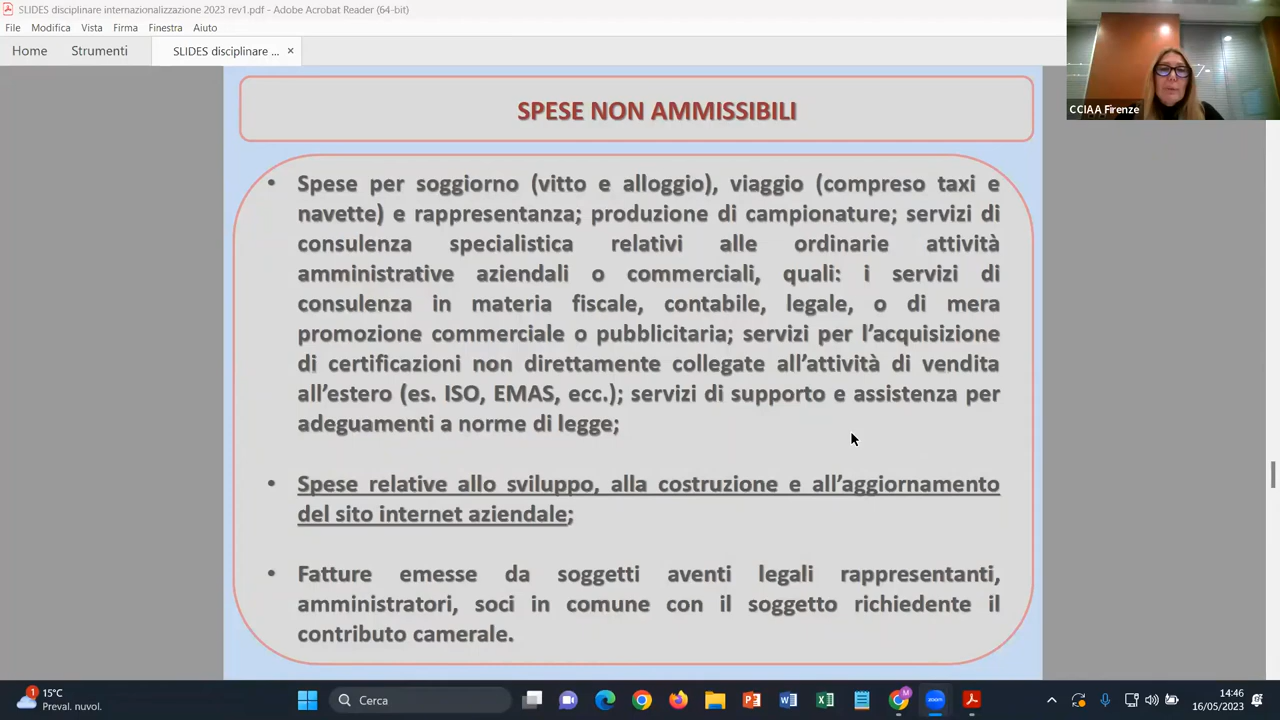 SLIDES disciplinare internazionalizzazione 2023 rev1.pdf - Adobe Acrobat Reader (64-bit)
File Modifica Vista Firma Finestra Aiuto
Home Strumenti SLIDES disciplinare ... ×
CCIAA Firenze
SPESE NON AMMISSIBILI
• Spese per soggiorno (vitto e alloggio), viaggio (compreso taxi e
navette) e rappresentanza; produzione di campionature; servizi di
consulenza specialistica relativi alle ordinarie attività
amministrative aziendali o commerciali, quali: i servizi di
consulenza in materia fiscale, contabile, legale, o di mera
promozione commerciale o pubblicitaria; servizi per l’acquisizione
di certificazioni non direttamente collegate all’attività di vendita
all’estero (es. ISO, EMAS, ecc.); servizi di supporto e assistenza per
adeguamenti a norme di legge;
• Spese relative allo sviluppo, alla costruzione e all’aggiornamento
del sito internet aziendale;
• Fatture emesse da soggetti aventi legali rappresentanti,
amministratori, soci in comune con il soggetto richiedente il
contributo camerale.
1
15°C
Preval. nuvol.
Cerca
14:46
16/05/2023